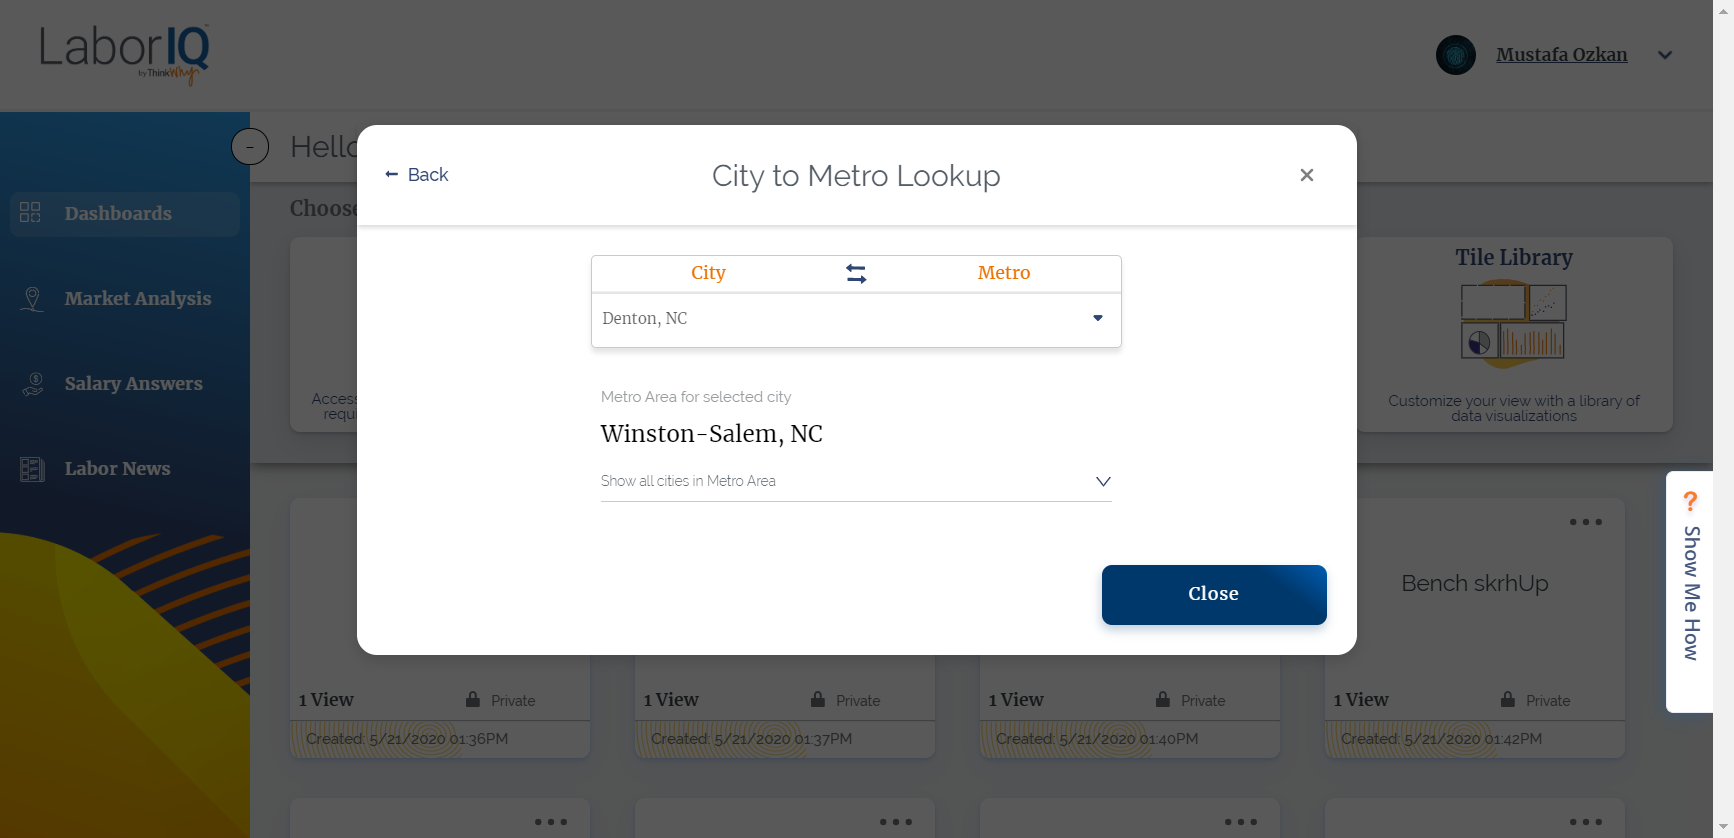 LaborIQ
by ThinkWhy
Mustafa Ozkan
Hello
Dashboards
Market Analysis
Salary Answers
Labor News
Choose
Back
City to Metro Lookup
City
Metro
Denton, NC
Metro Area for selected city
Winston-Salem, NC
Show all cities in Metro Area
Close
Tile Library
Customize your view with a library of
data visualizations
? Show Me How
Bench skrhUp
1 View
Private
1 View
Private
1 View
Private
1 View
Private
Created: 5/21/2020 01:36PM
Created: 5/21/2020 01:37PM
Created: 5/21/2020 01:40PM
Created: 5/21/2020 01:42PM